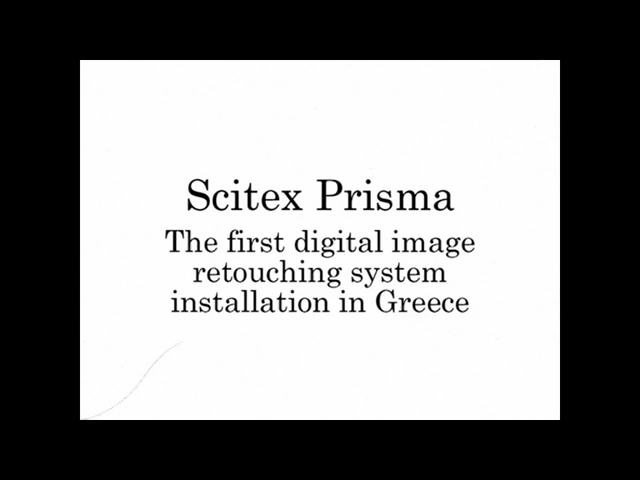 Scitex Prisma
The first digital image
retouching system
installation in Greece